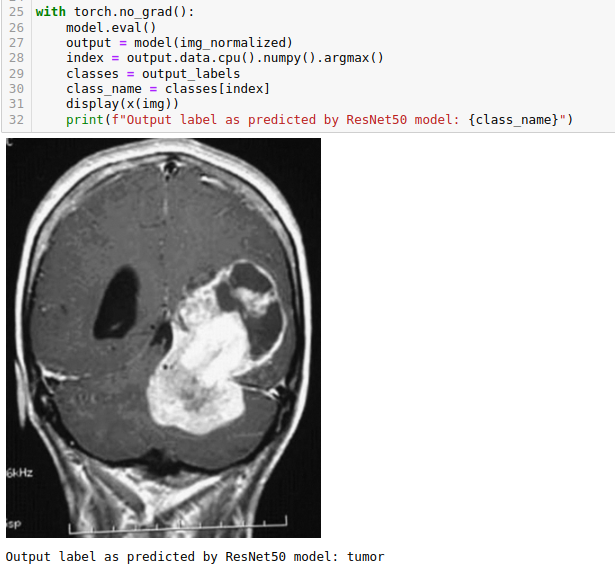 25 with torch.no_grad():
26     model.eval()
27     output = model(img_normalized)
28     index = output.data.cpu().numpy().argmax()
29     classes = output_labels
30     class_name = classes[index]
31     display(x(img))
32     print(f"Output label as predicted by ResNet50 model: {class_name}")
6kHz
sp
Output label as predicted by ResNet50 model: tumor